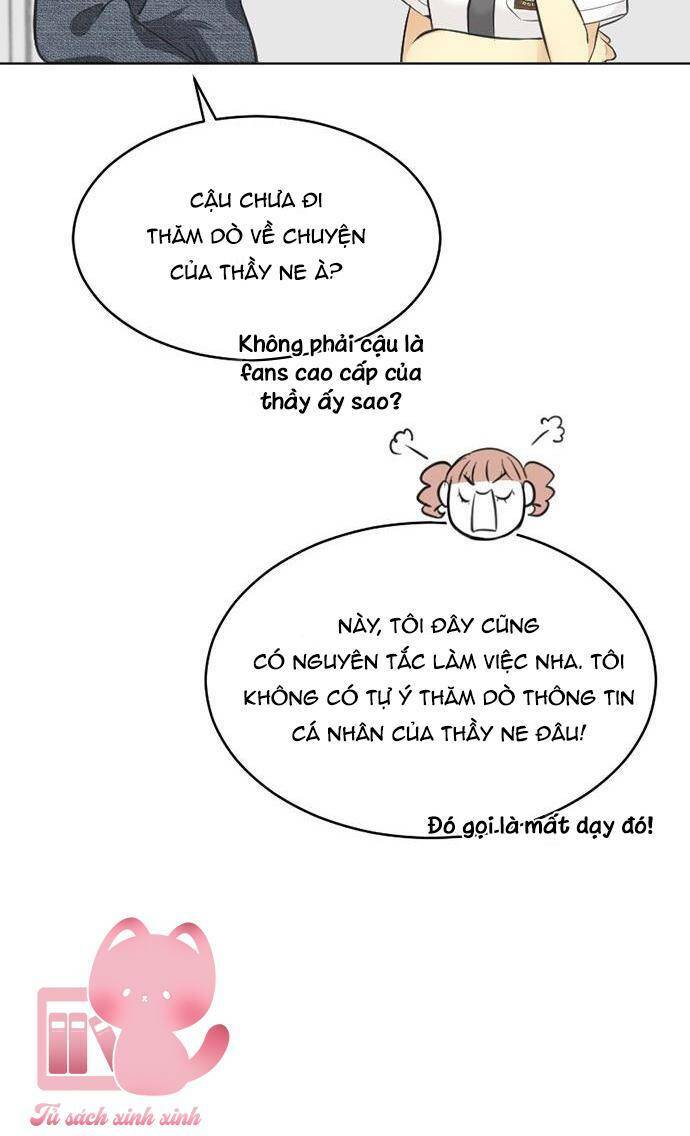 CẬU CHƯA ĐI
THĂM DÒ VỀ CHUYỆN
CỦA THẦY NE À?
Không phải cậu là
fans cao cấp của
thầy ấy sao?
NÀY, TÔI ĐÂY CŨNG
CÓ NGUYÊN TẮC LÀM VIỆC NHA. TÔI
KHÔNG CÓ TỰ Ý THĂM DÒ THÔNG TIN
CÁ NHÂN CỦA THẦY NE ĐÂU!
Đó gọi là mất dạy đó!
Tủ sách xinh xinh